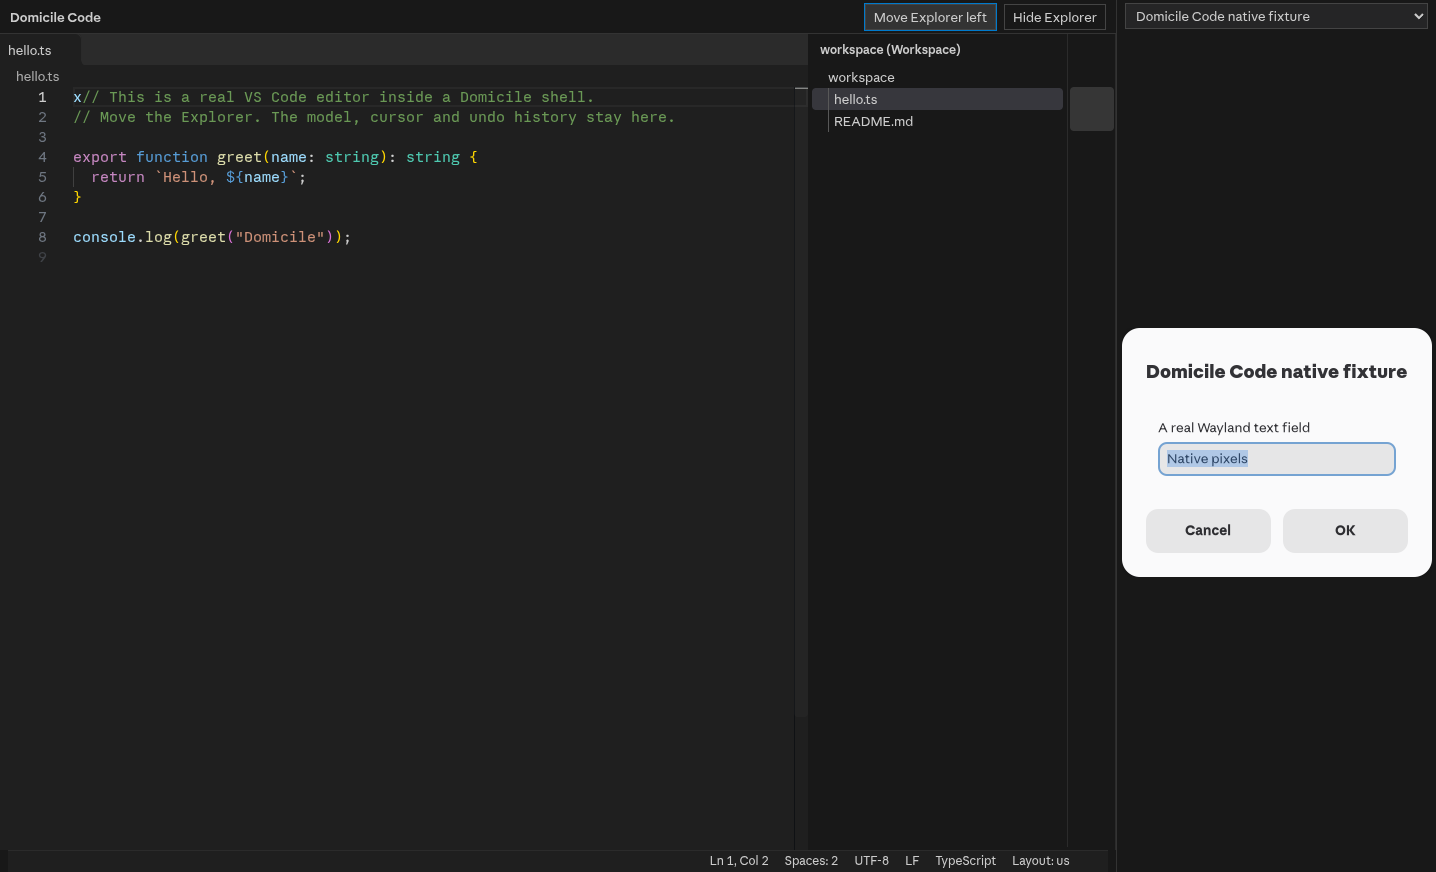 Domicile Code
Move Explorer left
Hide Explorer
Domicile Code native fixture
hello.ts
hello.ts
1 x// This is a real VS Code editor inside a Domicile shell.
2 // Move the Explorer. The model, cursor and undo history stay here.
3
4 export function greet(name: string): string {
5   return `Hello, ${name}`;
6 }
7
8 console.log(greet("Domicile"));
9
workspace (Workspace)
workspace
hello.ts
README.md
Domicile Code native fixture
A real Wayland text field
Native pixels
Cancel
OK
Ln 1, Col 2
Spaces: 2
UTF-8
LF
TypeScript
Layout: us